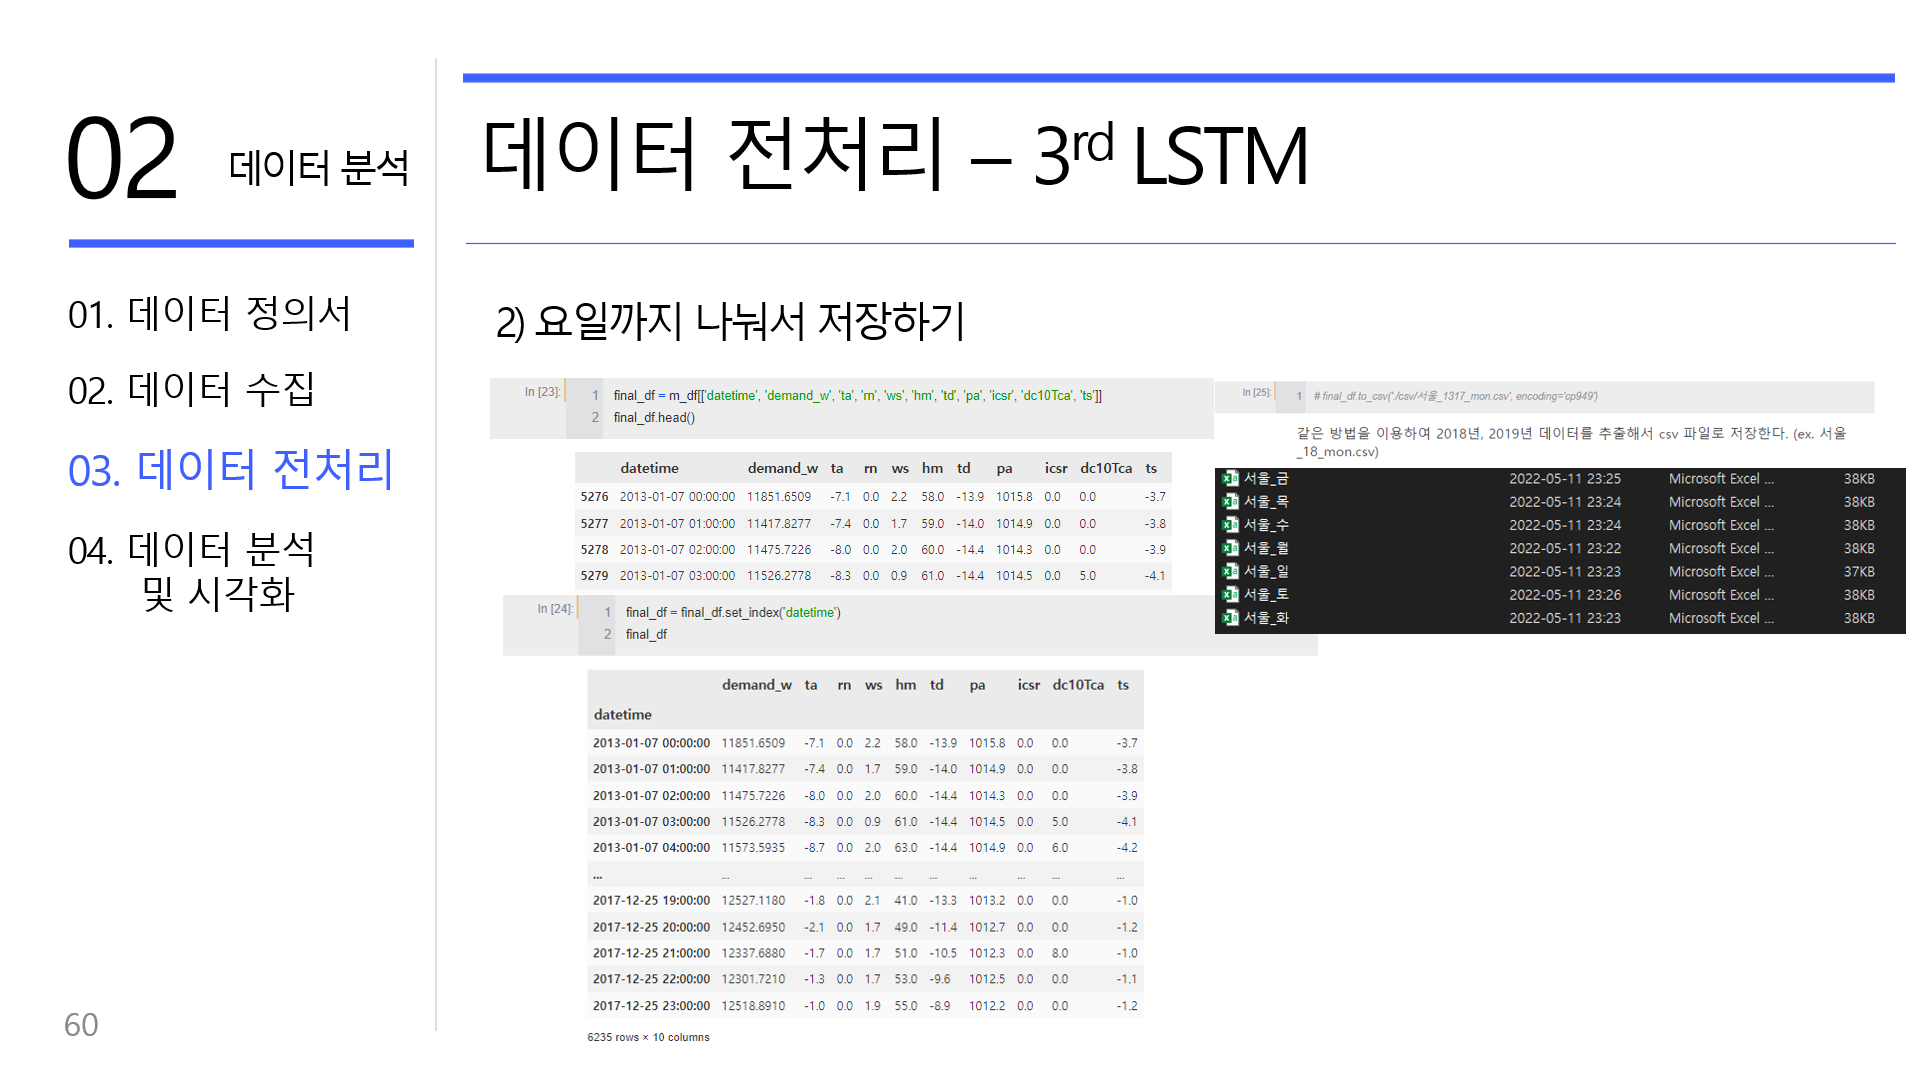 02 데이터 분석
01. 데이터 정의서
02. 데이터 수집
03. 데이터 전처리
04. 데이터 분석
및 시각화
60
데이터 전처리 – 3rd LSTM
2) 요일까지 나눠서 저장하기
In [23]:
1 final_df = m_df[['datetime', 'demand_w', 'ta', 'rn', 'ws', 'hm', 'td', 'pa', 'icsr', 'dc10Tca', 'ts']]
2 final_df.head()
datetime demand_w ta rn ws hm td pa icsr dc10Tca ts
5276 2013-01-07 00:00:00 11851.6509 -7.1 0.0 2.2 58.0 -13.9 1015.8 0.0 0.0 -3.7
5277 2013-01-07 01:00:00 11417.8277 -7.4 0.0 1.7 59.0 -14.0 1014.9 0.0 0.0 -3.8
5278 2013-01-07 02:00:00 11475.7226 -8.0 0.0 2.0 60.0 -14.4 1014.3 0.0 0.0 -3.9
5279 2013-01-07 03:00:00 11526.2778 -8.3 0.0 0.9 61.0 -14.4 1014.5 0.0 5.0 -4.1
In [24]:
1 final_df = final_df.set_index('datetime')
2 final_df
demand_w ta rn ws hm td pa icsr dc10Tca ts
datetime
2013-01-07 00:00:00 11851.6509 -7.1 0.0 2.2 58.0 -13.9 1015.8 0.0 0.0 -3.7
2013-01-07 01:00:00 11417.8277 -7.4 0.0 1.7 59.0 -14.0 1014.9 0.0 0.0 -3.8
2013-01-07 02:00:00 11475.7226 -8.0 0.0 2.0 60.0 -14.4 1014.3 0.0 0.0 -3.9
2013-01-07 03:00:00 11526.2778 -8.3 0.0 0.9 61.0 -14.4 1014.5 0.0 5.0 -4.1
2013-01-07 04:00:00 11573.5935 -8.7 0.0 2.0 63.0 -14.4 1014.9 0.0 6.0 -4.2
... ... ... ... ... ... ... ... ... ... ...
2017-12-25 19:00:00 12527.1180 -1.8 0.0 2.1 41.0 -13.3 1013.2 0.0 0.0 -1.0
2017-12-25 20:00:00 12452.6950 -2.1 0.0 1.7 49.0 -11.4 1012.7 0.0 0.0 -1.2
2017-12-25 21:00:00 12337.6880 -1.7 0.0 1.7 51.0 -10.5 1012.3 0.0 8.0 -1.0
2017-12-25 22:00:00 12301.7210 -1.3 0.0 1.7 53.0 -9.6 1012.5 0.0 0.0 -1.1
2017-12-25 23:00:00 12518.8910 -1.0 0.0 1.9 55.0 -8.9 1012.2 0.0 0.0 -1.2
6235 rows × 10 columns
In [25]:
1 # final_df.to_csv('./csv/서울_1317_mon.csv', encoding='cp949')
같은 방법을 이용하여 2018년, 2019년 데이터를 추출해서 csv 파일로 저장한다. (ex. 서울
_18_mon.csv)
서울_금 2022-05-11 23:25 Microsoft Excel ... 38KB
서울_목 2022-05-11 23:24 Microsoft Excel ... 38KB
서울_수 2022-05-11 23:24 Microsoft Excel ... 38KB
서울_월 2022-05-11 23:22 Microsoft Excel ... 38KB
서울_일 2022-05-11 23:23 Microsoft Excel ... 37KB
서울_토 2022-05-11 23:26 Microsoft Excel ... 38KB
서울_화 2022-05-11 23:23 Microsoft Excel ... 38KB